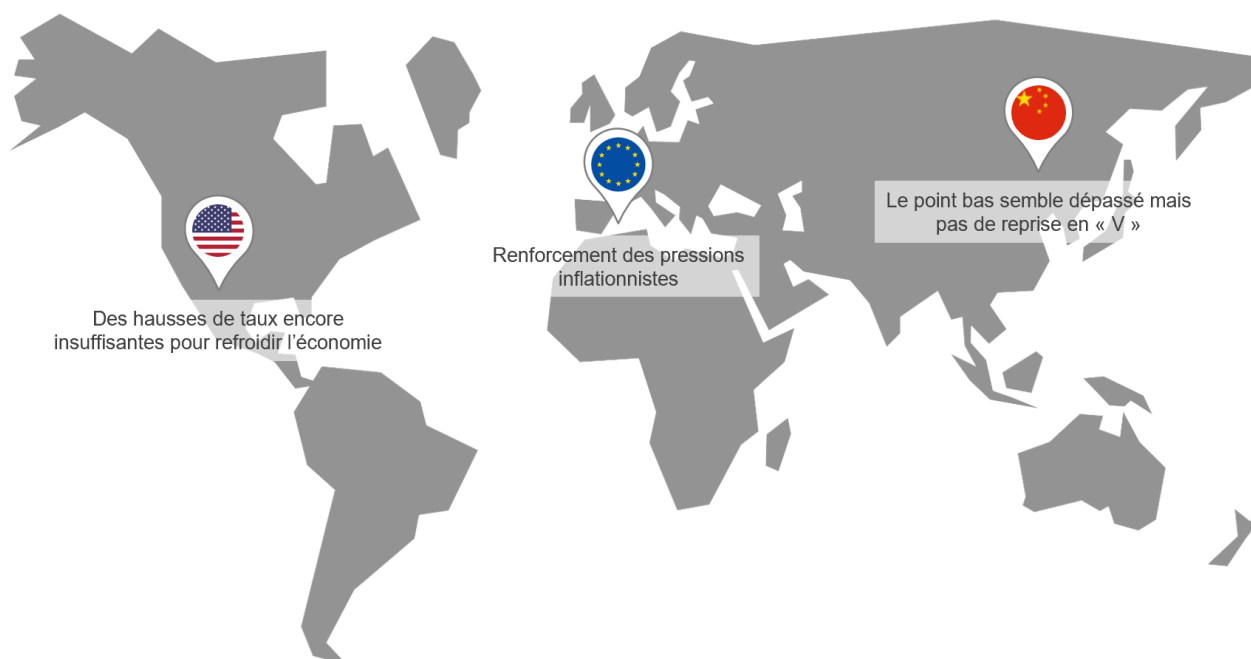 Le point bas semble dépassé mais
pas de reprise en « V »
Renforcement des pressions
inflationnistes
Des hausses de taux encore
insuffisantes pour refroidir l’économie